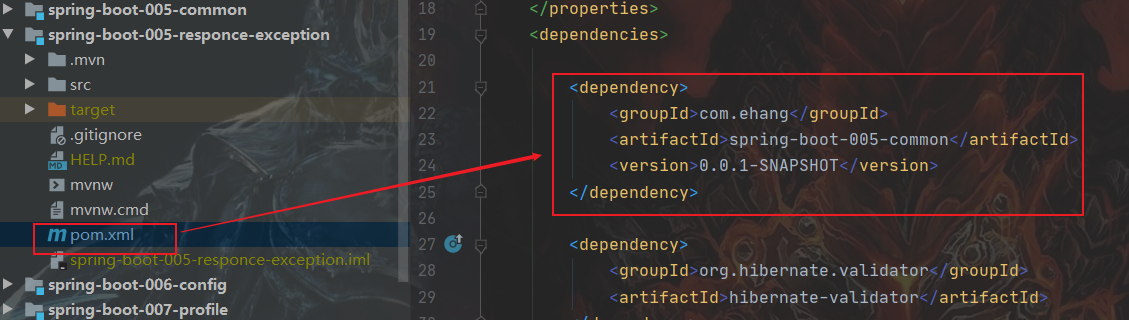 spring-boot-005-common
spring-boot-005-responce-exception
.mvn
src
target
.gitignore
HELP.md
mvnw
mvnw.cmd
pom.xml
spring-boot-005-responce-exception.iml
spring-boot-006-config
spring-boot-007-profile
18 </properties>
19 <dependencies>
20
21 <dependency>
22 <groupId>com.ehang</groupId>
23 <artifactId>spring-boot-005-common</artifactId>
24 <version>0.0.1-SNAPSHOT</version>
25 </dependency>
26
27 <dependency>
28 <groupId>org.hibernate.validator</groupId>
29 <artifactId>hibernate-validator</artifactId>